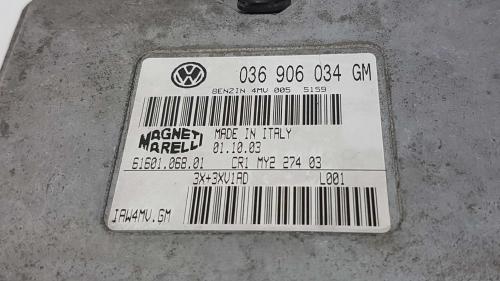 036 906 034 GM
BENZIN 4MV 005 5159
MAGNETI
MARELLI
MADE IN ITALY
01.10.03
61601.068.01 CR1 MY2 274 03
3X+3XV1AD L001
IAW4MV.GM